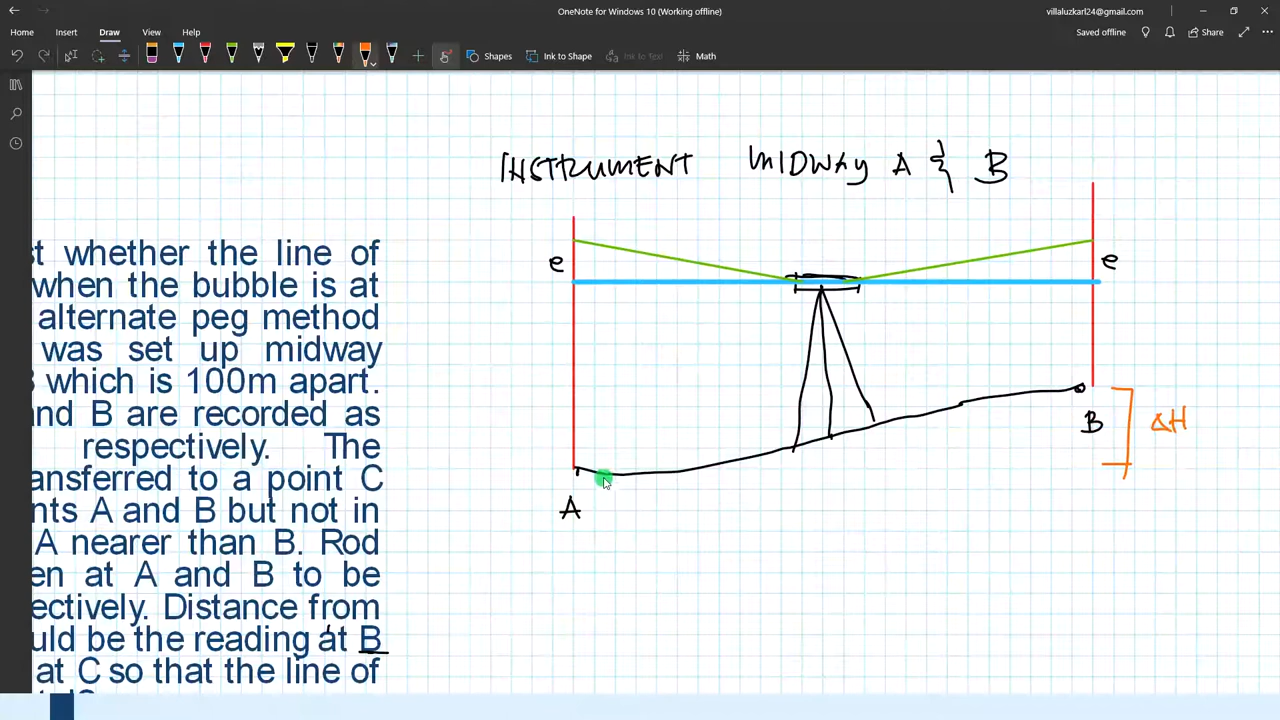 OneNote for Windows 10 (Working offline)
villaluzkarl24@gmail.com
Home Insert Draw View Help
Saved offline
Share
Shapes
Ink to Shape
Ink to Text
Math
INSTRUMENT MIDWAY A & B
st whether the line of
when the bubble is at
alternate peg method
was set up midway
which is 100m apart.
nd B are recorded as
respectively. The
ansferred to a point C
nts A and B but not in
A nearer than B. Rod
en at A and B to be
ectively. Distance from
uld be the reading at B
at C so that the line of
e
e
B
ΔH
A